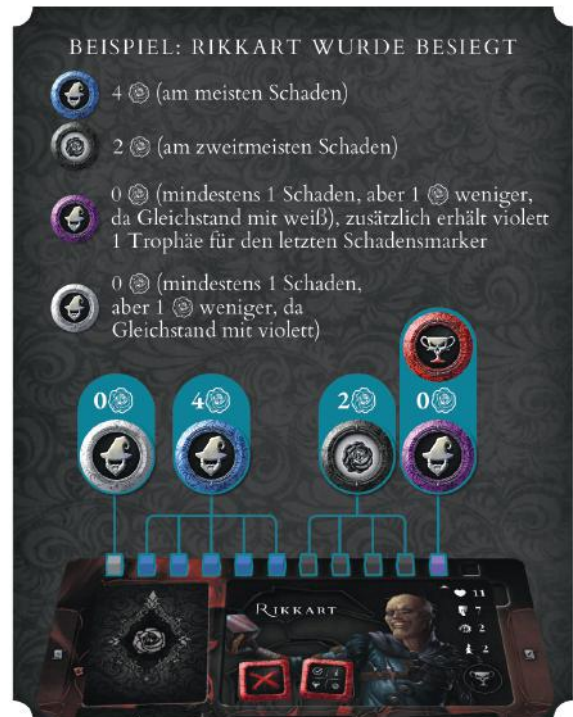 BEISPIEL: RIKKART WURDE BESIEGT
4 (am meisten Schaden)
2 (am zweitmeisten Schaden)
0 (mindestens 1 Schaden, aber 1 weniger,
da Gleichstand mit weiß), zusätzlich erhält violett
1 Trophäe für den letzten Schadensmarker
0 (mindestens 1 Schaden,
aber 1 weniger, da
Gleichstand mit violett)
0
4
2
0
RIKKART
11
7
2
2